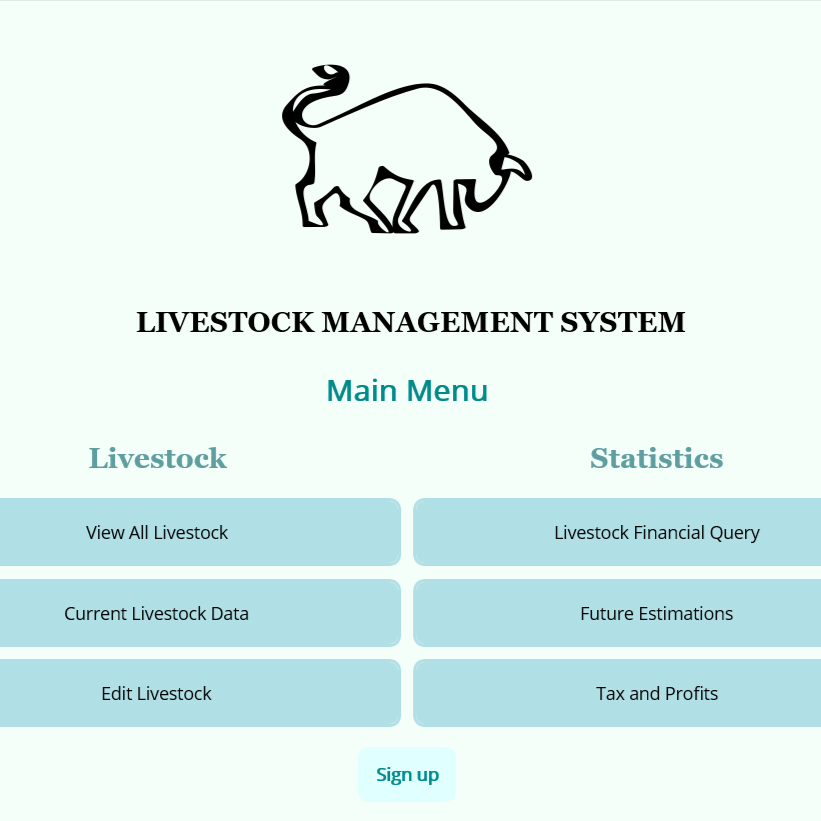 LIVESTOCK MANAGEMENT SYSTEM
Main Menu
Livestock
View All Livestock
Current Livestock Data
Edit Livestock
Statistics
Livestock Financial Query
Future Estimations
Tax and Profits
Sign up